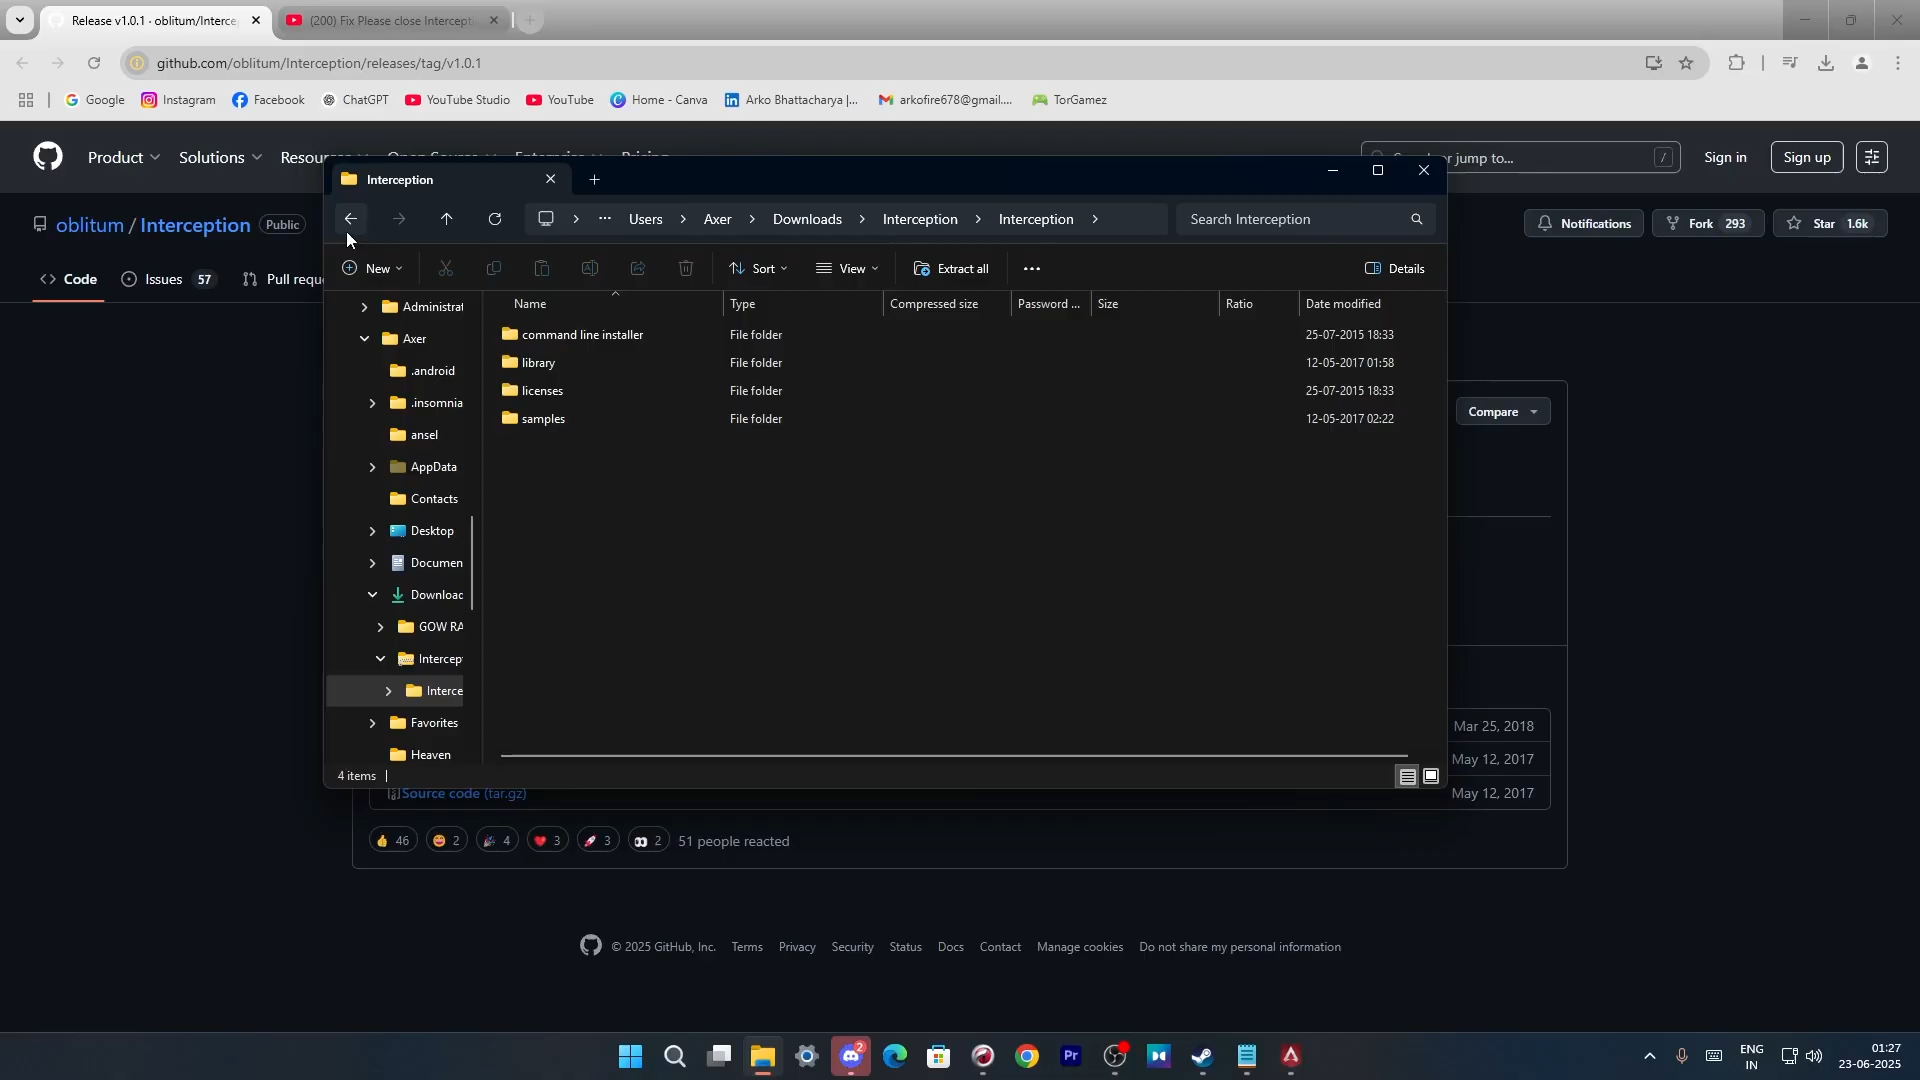 Release v1.0.1 · oblitum/Interce
(200) Fix Please close Intercept
github.com/oblitum/Interception/releases/tag/v1.0.1
Google
Instagram
Facebook
ChatGPT
YouTube Studio
YouTube
Home - Canva
Arko Bhattacharya |...
arkofire678@gmail....
TorGamez
Product
Solutions
or jump to...
/
Sign in
Sign up
oblitum / Interception
Public
Notifications
Fork 293
Star 1.6k
Code
Issues 57
Pull requ
Interception
Users
Axer
Downloads
Interception
Interception
Search Interception
New
Sort
View
Extract all
Details
Administrat
Axer
.android
.insomnia
ansel
AppData
Contacts
Desktop
Documen
Downloac
GOW RA
Intercep
Interce
Favorites
Heaven
Name
Type
Compressed size
Password ...
Size
Ratio
Date modified
command line installer
File folder
25-07-2015 18:33
library
File folder
12-05-2017 01:58
licenses
File folder
25-07-2015 18:33
samples
File folder
12-05-2017 02:22
4 items
Compare
Mar 25, 2018
May 12, 2017
Source code (tar.gz)
May 12, 2017
46
2
4
3
3
2
51 people reacted
© 2025 GitHub, Inc.
Terms
Privacy
Security
Status
Docs
Contact
Manage cookies
Do not share my personal information
2
Pr
ENG
IN
01:27
23-06-2025